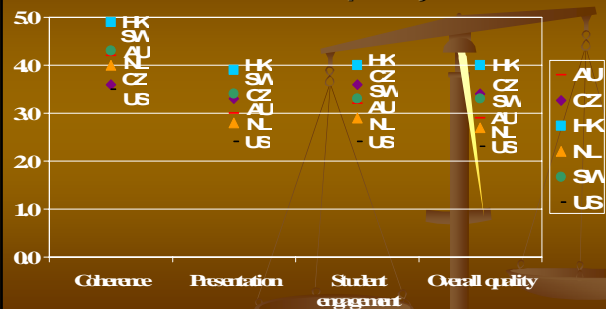 5.0
HK
SW
AU
4.0
NL
CZ
US
HK
SW
CZ
AU
NL
US
HK
CZ
SW
AU
NL
US
HK
CZ
SW
AU
NL
US
3.0
2.0
1.0
0.0
Coherence
Presentation
Student
engagement
Overall quality
AU
CZ
HK
NL
SW
US